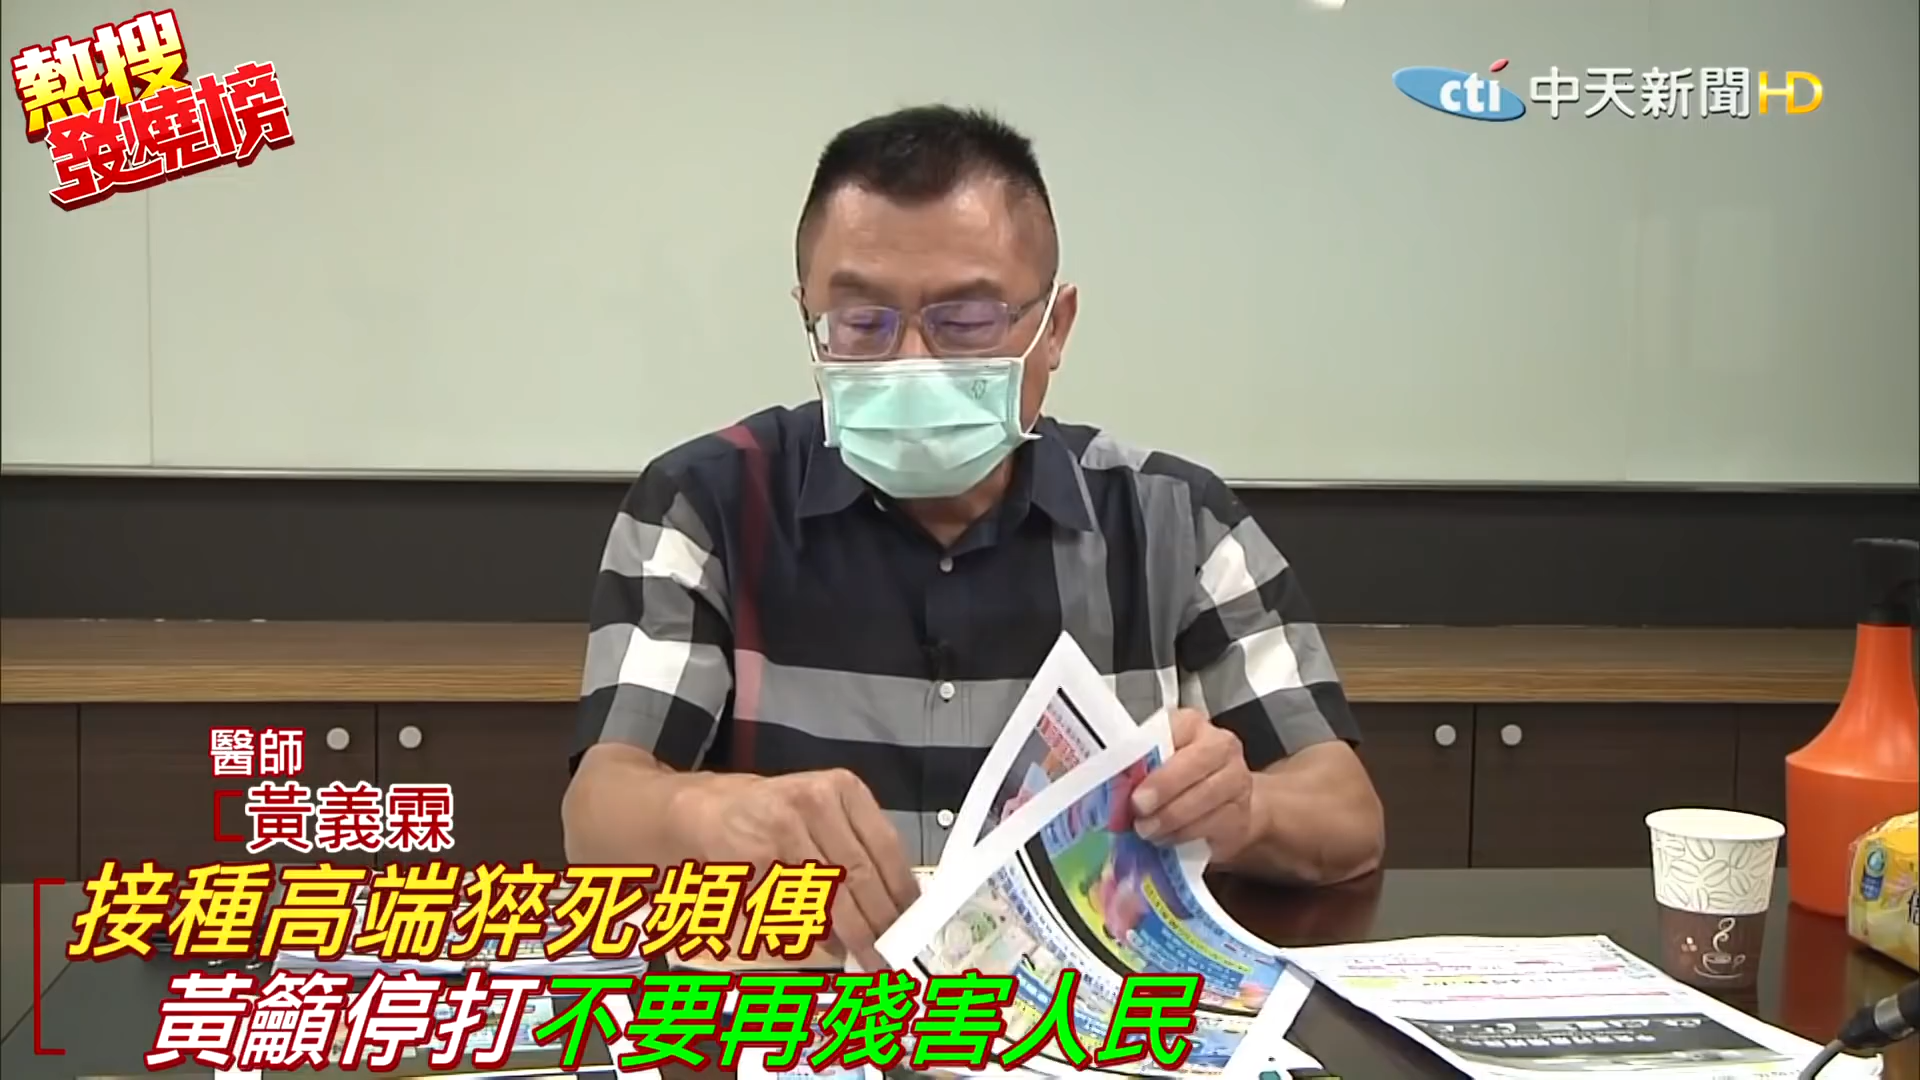 熱搜
發燒榜
cti 中天新聞HD
醫師
黃義霖
接種高端猝死頻傳
黃籲停打不要再殘害人民